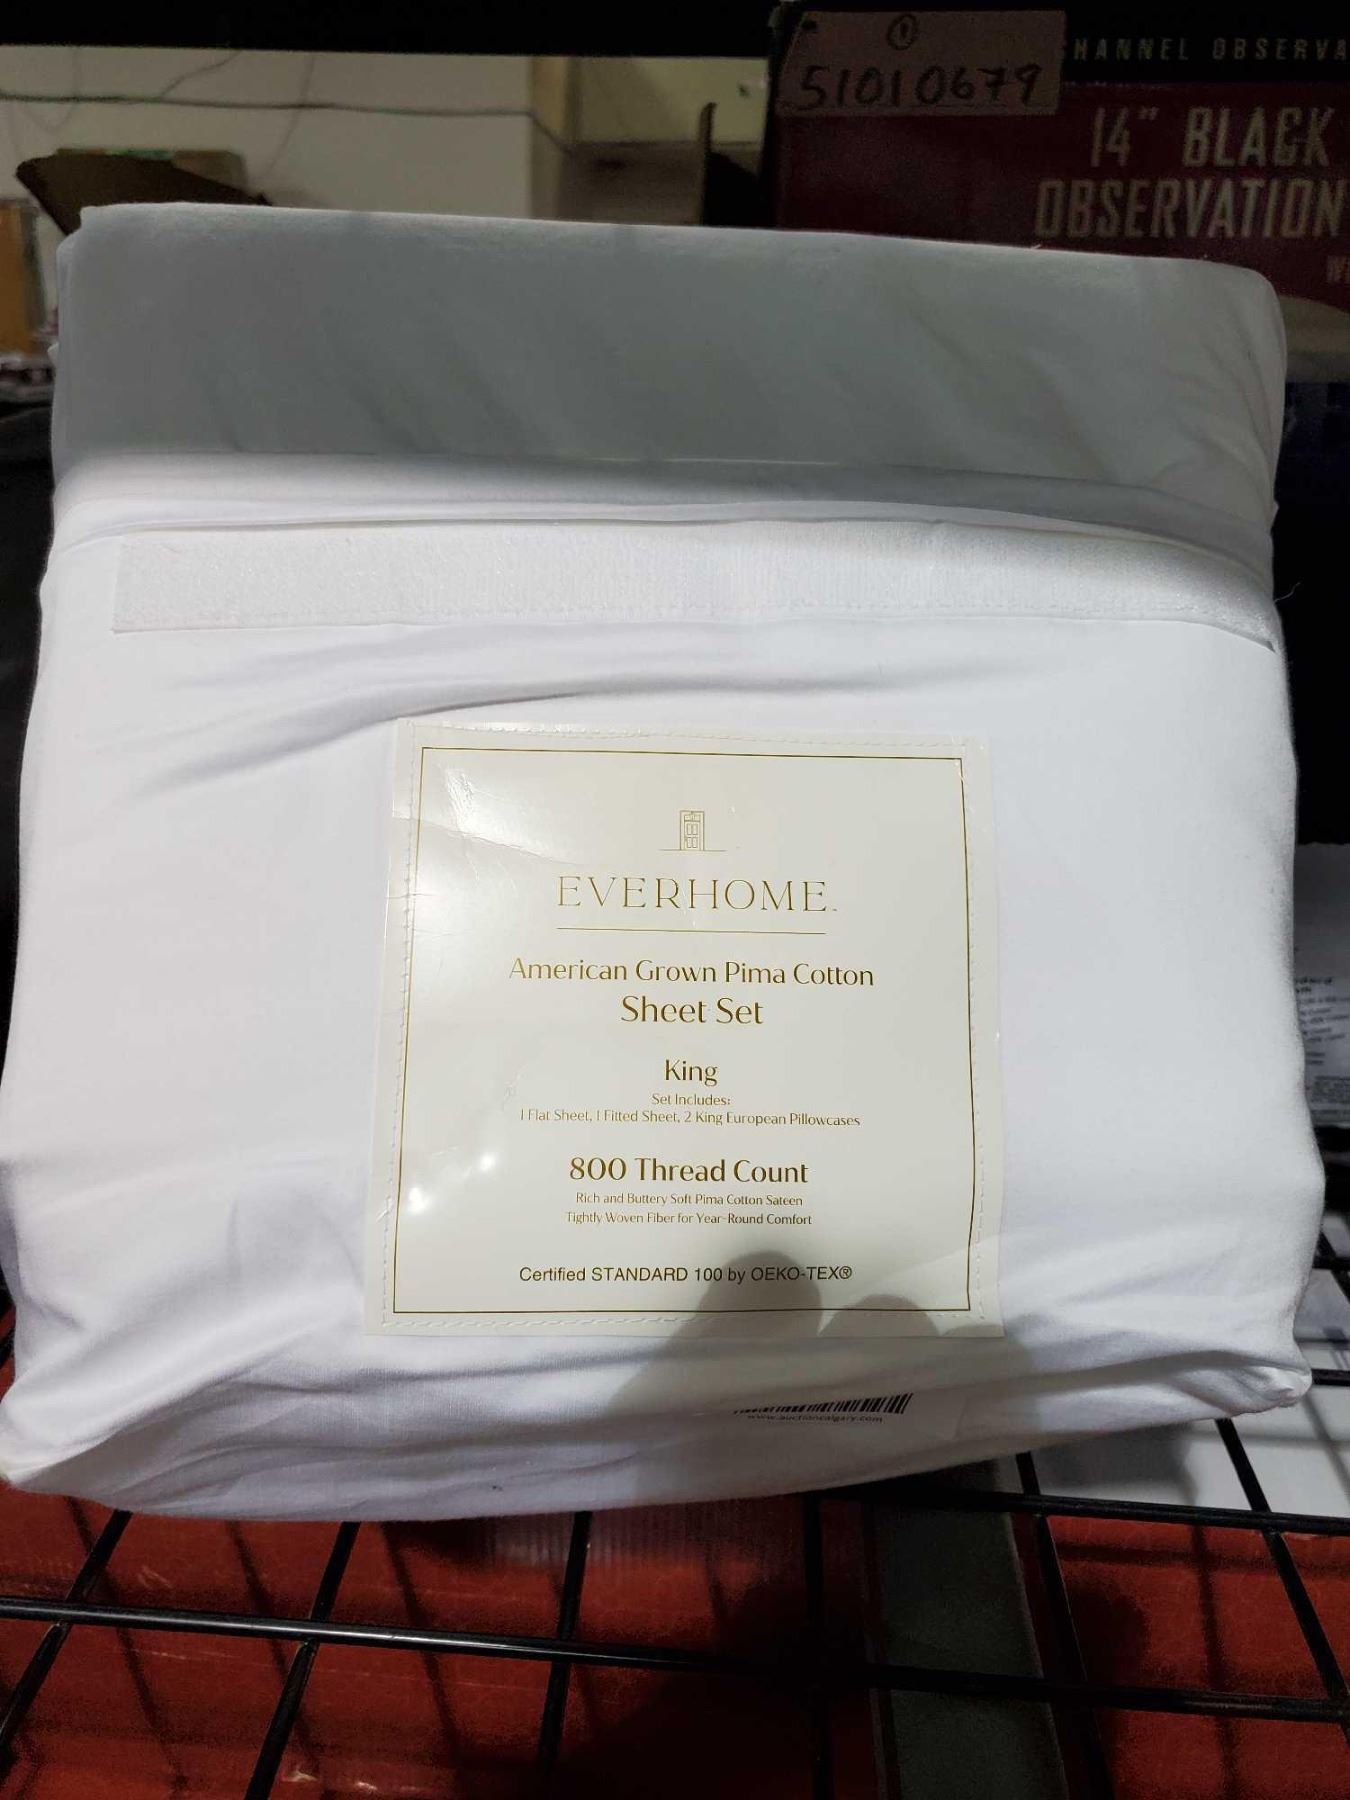 1
51010679
HANNEL OBSERVA
14" BLACK
OBSERVATION
EVERHOME™
American Grown Pima Cotton
Sheet Set
King
Set Includes:
1 Flat Sheet, 1 Fitted Sheet, 2 King European Pillowcases
800 Thread Count
Rich and Buttery Soft Pima Cotton Sateen
Tightly Woven Fiber for Year-Round Comfort
Certified STANDARD 100 by OEKO-TEX®
www.auctioncalgary.com